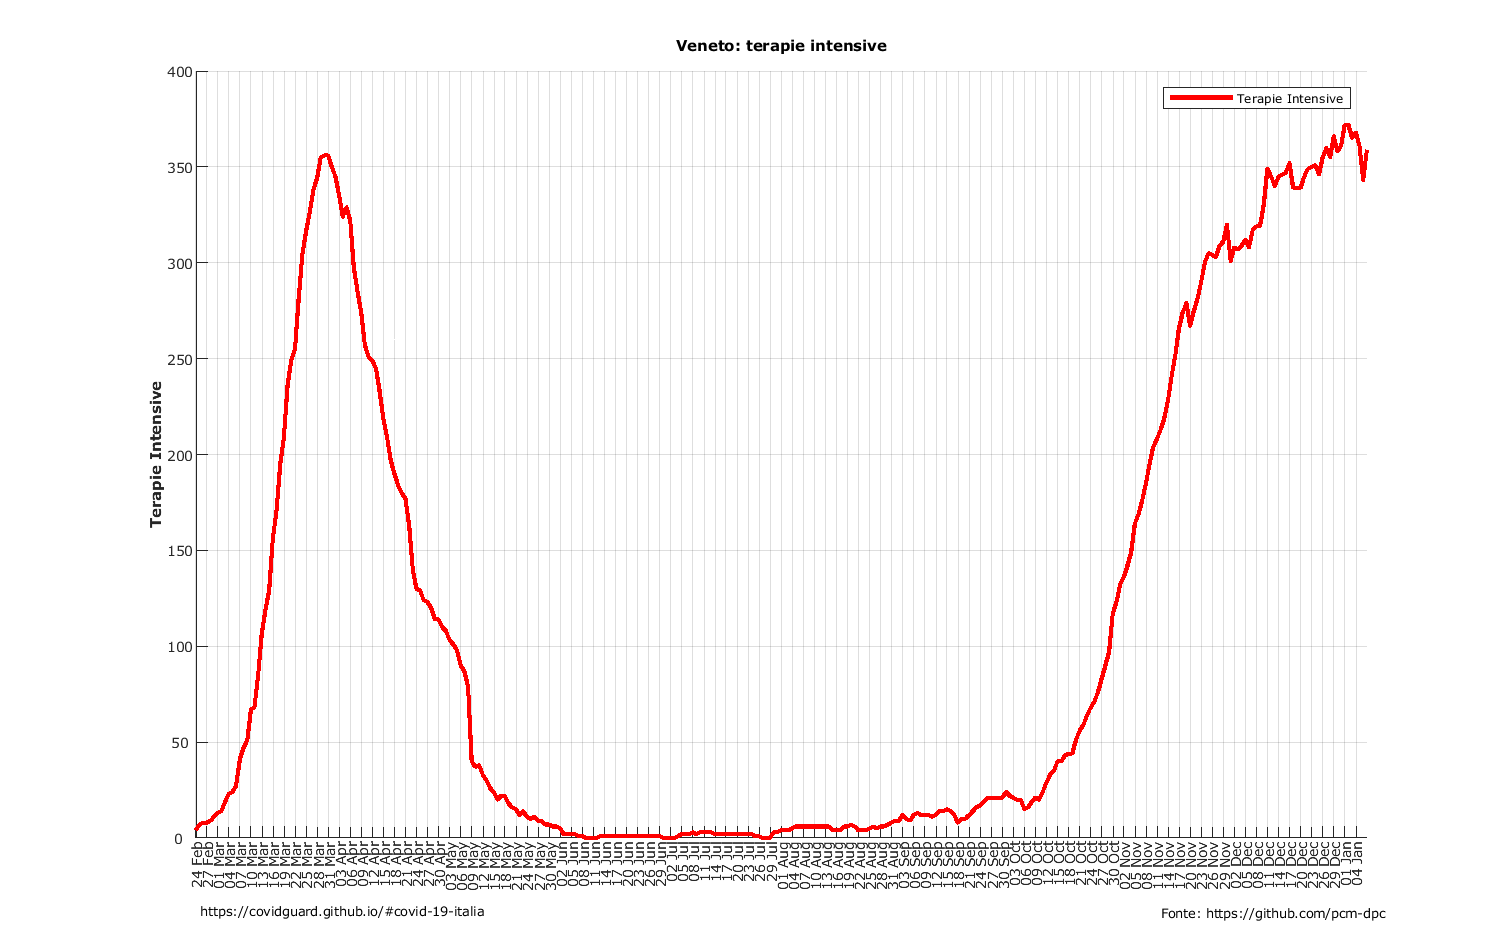 Veneto: terapie intensive
Terapie Intensive
400
350
300
250
200
150
100
50
0
Terapie Intensive
24 Feb
27 Feb
01 Mar
04 Mar
07 Mar
10 Mar
13 Mar
16 Mar
19 Mar
22 Mar
25 Mar
28 Mar
31 Mar
03 Apr
06 Apr
09 Apr
12 Apr
15 Apr
18 Apr
21 Apr
24 Apr
27 Apr
30 Apr
03 May
06 May
09 May
12 May
15 May
18 May
21 May
24 May
27 May
30 May
02 Jun
05 Jun
08 Jun
11 Jun
14 Jun
17 Jun
20 Jun
23 Jun
26 Jun
29 Jun
02 Jul
05 Jul
08 Jul
11 Jul
14 Jul
17 Jul
20 Jul
23 Jul
26 Jul
29 Jul
01 Aug
04 Aug
07 Aug
10 Aug
13 Aug
16 Aug
19 Aug
22 Aug
25 Aug
28 Aug
31 Aug
03 Sep
06 Sep
09 Sep
12 Sep
15 Sep
18 Sep
21 Sep
24 Sep
27 Sep
30 Sep
03 Oct
06 Oct
09 Oct
12 Oct
15 Oct
18 Oct
21 Oct
24 Oct
27 Oct
30 Oct
02 Nov
05 Nov
08 Nov
11 Nov
14 Nov
17 Nov
20 Nov
23 Nov
26 Nov
29 Nov
02 Dec
05 Dec
08 Dec
11 Dec
14 Dec
17 Dec
20 Dec
23 Dec
26 Dec
29 Dec
01 Jan
04 Jan
https://covidguard.github.io/#covid-19-italia
Fonte: https://github.com/pcm-dpc